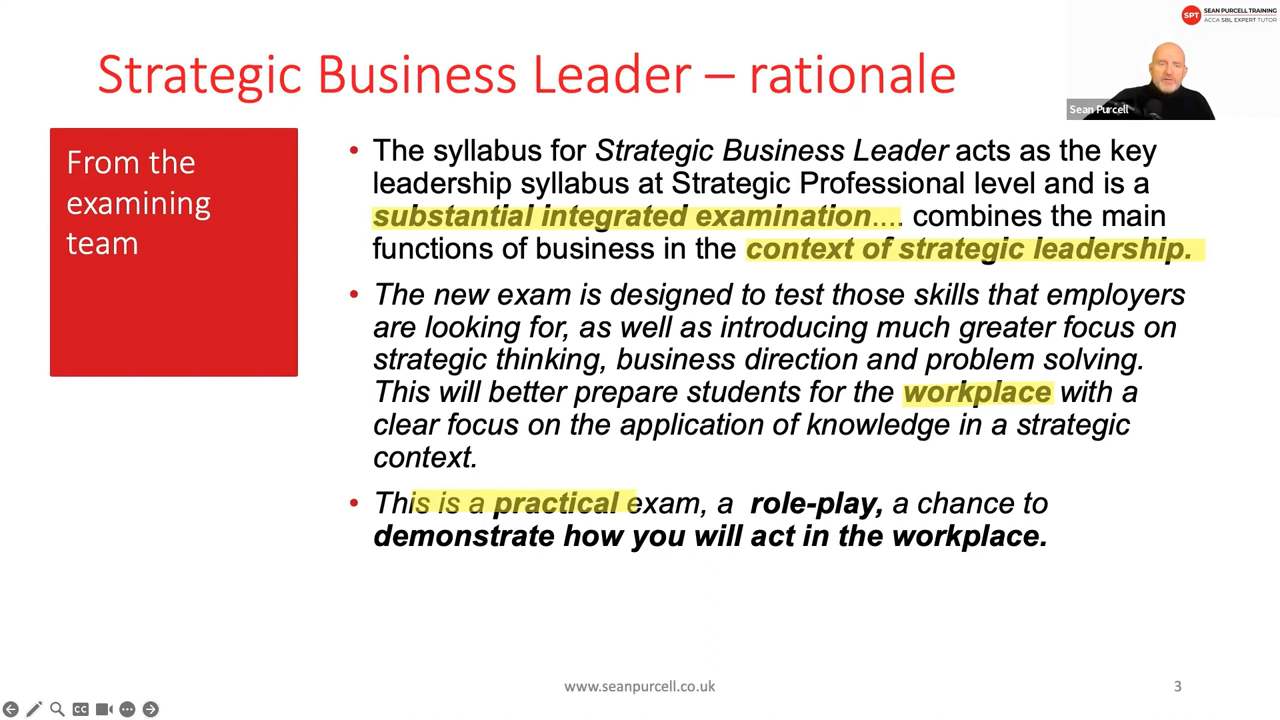 SPT
SEAN PURCELL TRAINING
ACCA SBL EXPERT TUTOR
Strategic Business Leader – rationale
Sean Purcell
From the
examining
team
• The syllabus for Strategic Business Leader acts as the key
leadership syllabus at Strategic Professional level and is a
substantial integrated examination.... combines the main
functions of business in the context of strategic leadership.
• The new exam is designed to test those skills that employers
are looking for, as well as introducing much greater focus on
strategic thinking, business direction and problem solving.
This will better prepare students for the workplace with a
clear focus on the application of knowledge in a strategic
context.
• This is a practical exam, a role-play, a chance to
demonstrate how you will act in the workplace.
www.seanpurcell.co.uk
3
CC